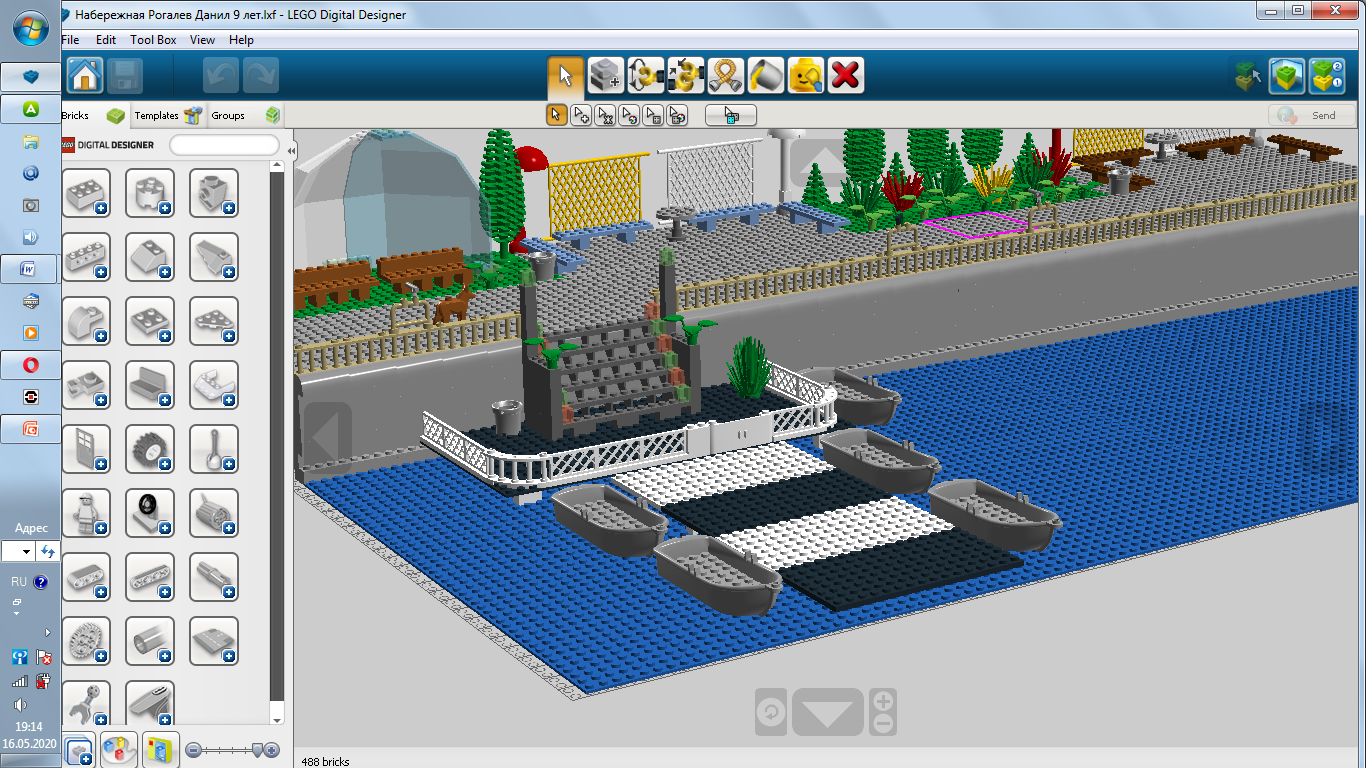 Набережная Рогалев Данил 9 лет.lxf - LEGO Digital Designer
File Edit Tool Box View Help
Bricks Templates Groups
LEGO DIGITAL DESIGNER
Send
Адрес
RU
19:14
16.05.2020
488 bricks